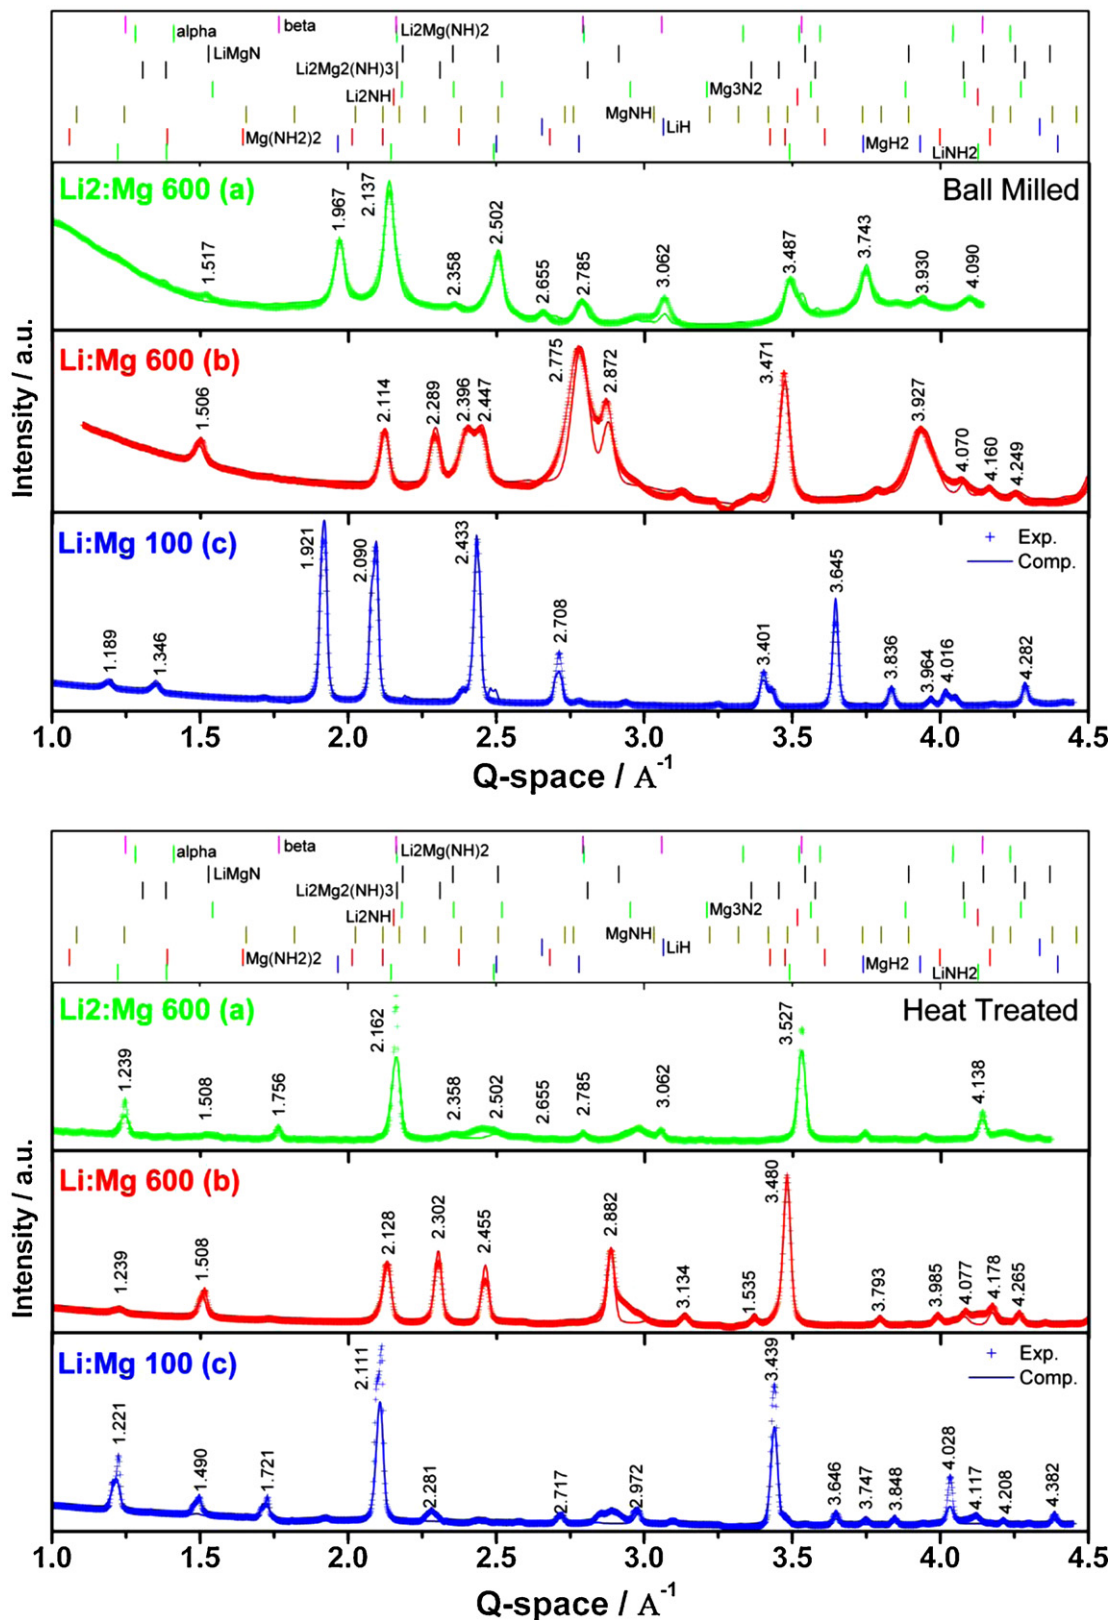 alpha
beta
Li2Mg(NH)2
LiMgN
Li2Mg2(NH)3
Li2NH
Mg3N2
MgNH
LiH
Mg(NH2)2
MgH2
LiNH2
Li2:Mg 600 (a)
Ball Milled
1.517
1.967
2.137
2.358
2.502
2.655
2.785
3.062
3.487
3.743
3.930
4.090
Li:Mg 600 (b)
1.506
2.114
2.289
2.396
2.447
2.775
2.872
3.471
3.927
4.070
4.160
4.249
Li:Mg 100 (c)
Exp.
Comp.
1.189
1.346
1.921
2.090
2.433
2.708
3.401
3.645
3.836
3.964
4.016
4.282
Intensity / a.u.
1.0 1.5 2.0 2.5 3.0 3.5 4.0 4.5
Q-space / A-1
alpha
beta
Li2Mg(NH)2
LiMgN
Li2Mg2(NH)3
Li2NH
Mg3N2
MgNH
LiH
Mg(NH2)2
MgH2
LiNH2
Li2:Mg 600 (a)
Heat Treated
1.239
1.508
1.756
2.162
2.358
2.502
2.655
2.785
3.062
3.527
4.138
Li:Mg 600 (b)
1.239
1.508
2.128
2.302
2.455
2.882
3.134
1.535
3.480
3.793
3.985
4.077
4.178
4.265
Li:Mg 100 (c)
Exp.
Comp.
1.221
1.490
1.721
2.111
2.281
2.717
2.972
3.439
3.646
3.747
3.848
4.028
4.117
4.208
4.382
Intensity / a.u.
1.0 1.5 2.0 2.5 3.0 3.5 4.0 4.5
Q-space / A-1